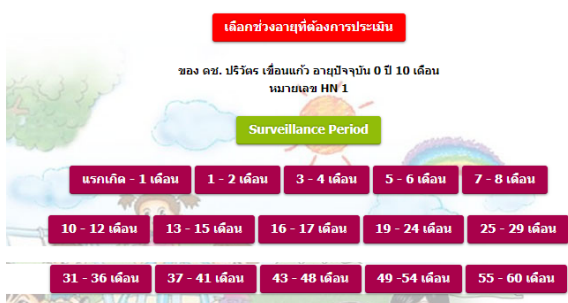 เลือกช่วงอายุที่ต้องการประเมิน
ของ ดช. ปริวัตร เชื่อนแก้ว อายุปัจจุบัน 0 ปี 10 เดือน
หมายเลข HN 1
Surveillance Period
แรกเกิด - 1 เดือน 1 - 2 เดือน 3 - 4 เดือน 5 - 6 เดือน 7 - 8 เดือน
10 - 12 เดือน 13 - 15 เดือน 16 - 17 เดือน 19 - 24 เดือน 25 - 29 เดือน
31 - 36 เดือน 37 - 41 เดือน 43 - 48 เดือน 49 -54 เดือน 55 - 60 เดือน